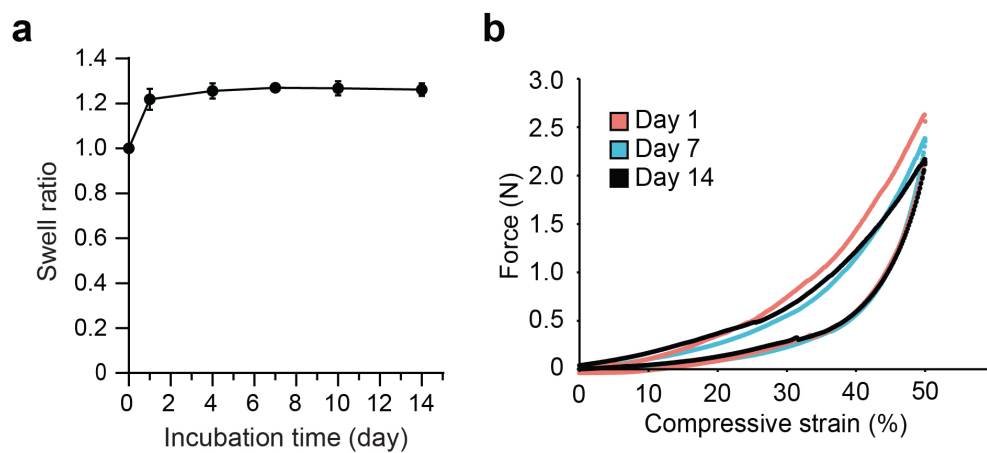 a
1.4
1.2
1.0
0.8
0.6
0.4
0.2
0
Swell ratio
0 2 4 6 8 10 12 14
Incubation time (day)
b
3.0
2.5
2.0
1.5
1.0
0.5
0
Force (N)
Day 1
Day 7
Day 14
0 10 20 30 40 50
Compressive strain (%)